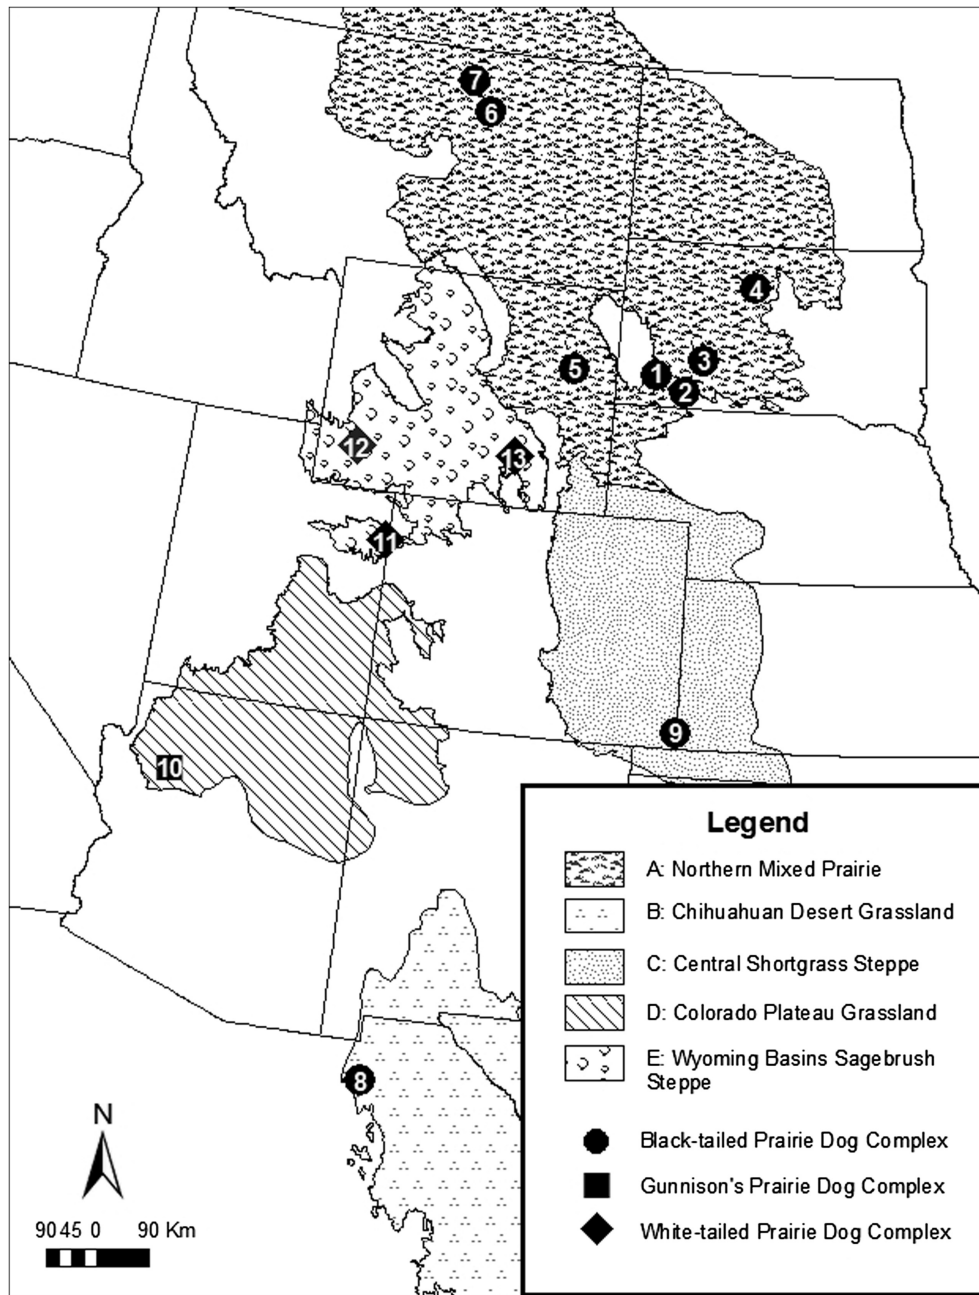 7
6
4
3
5
1
2
12
13
11
9
10
Legend
A: Northern Mixed Prairie
B: Chihuahuan Desert Grassland
C: Central Shortgrass Steppe
D: Colorado Plateau Grassland
E: Wyoming Basins Sagebrush
Steppe
8
N
Black-tailed Prairie Dog Complex
Gunnison's Prairie Dog Complex
White-tailed Prairie Dog Complex
90 45 0 90 Km